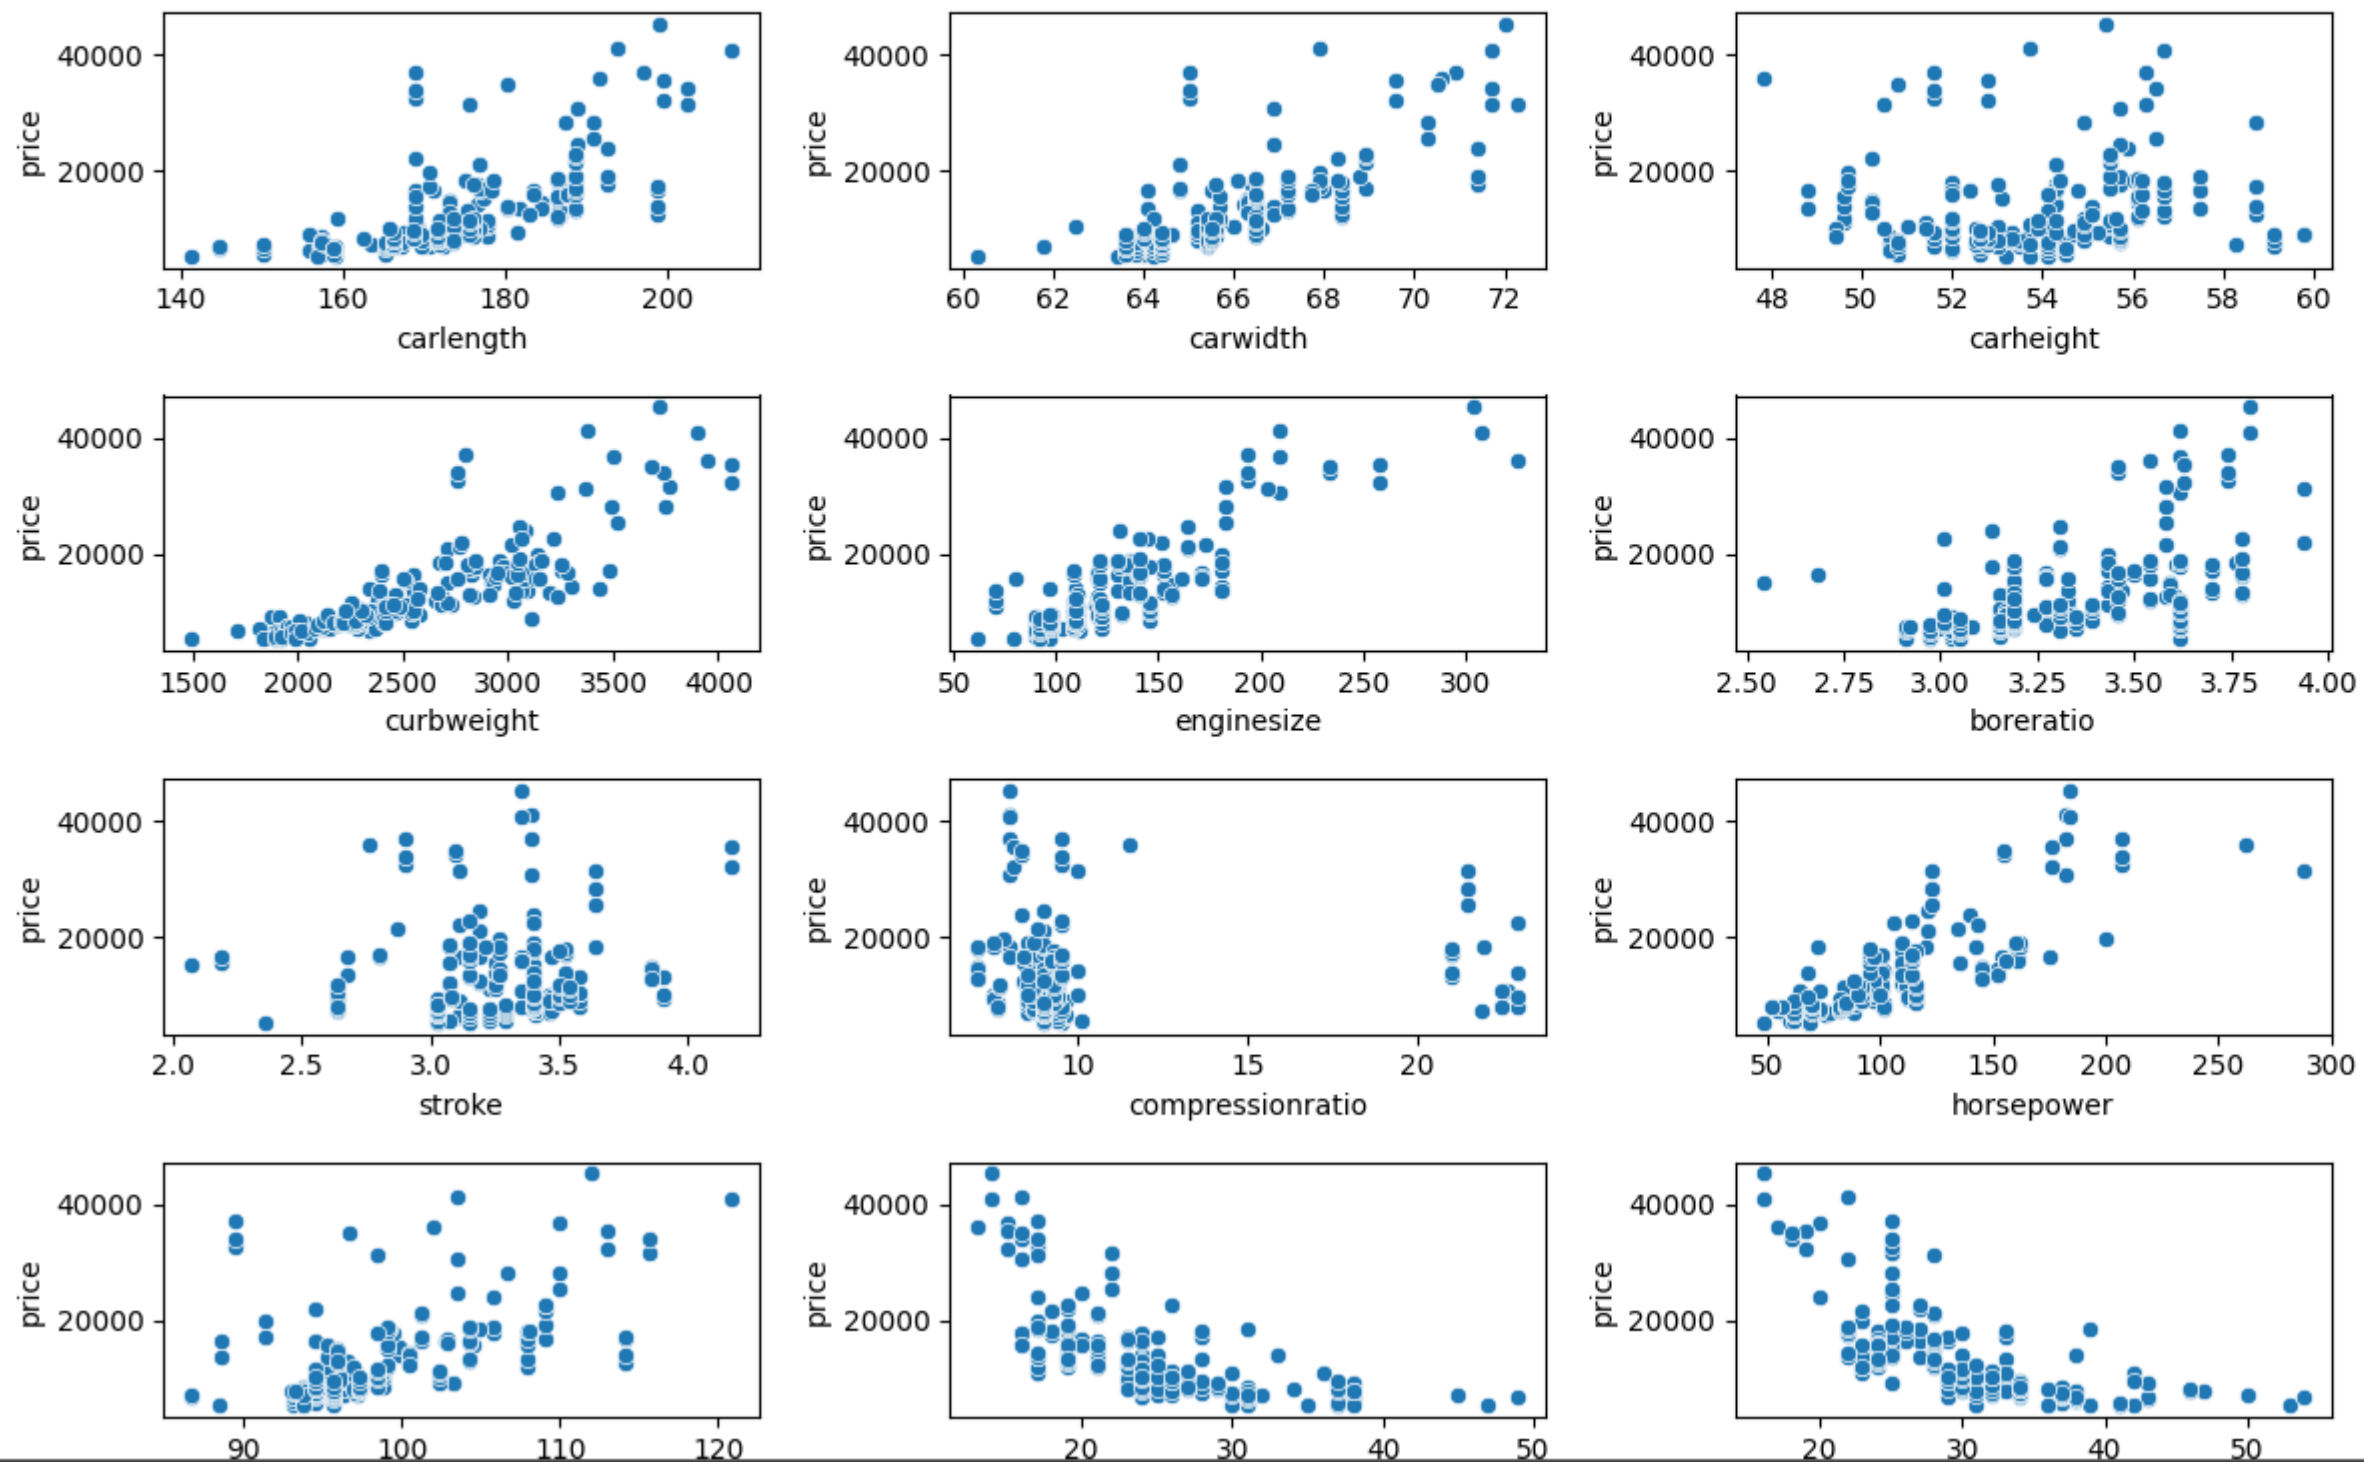 40000 40000 40000
price price price
20000 20000 20000
140 160 180 200 60 62 64 66 68 70 72 48 50 52 54 56 58 60
carlength carwidth carheight
40000 40000 40000
price price price
20000 20000 20000
1500 2000 2500 3000 3500 4000 50 100 150 200 250 300 2.50 2.75 3.00 3.25 3.50 3.75 4.00
curbweight enginesize boreratio
40000 40000 40000
price price price
20000 20000 20000
2.0 2.5 3.0 3.5 4.0 10 15 20 50 100 150 200 250 300
stroke compressionratio horsepower
40000 40000 40000
price price price
20000 20000 20000
90 100 110 120 20 30 40 50 20 30 40 50